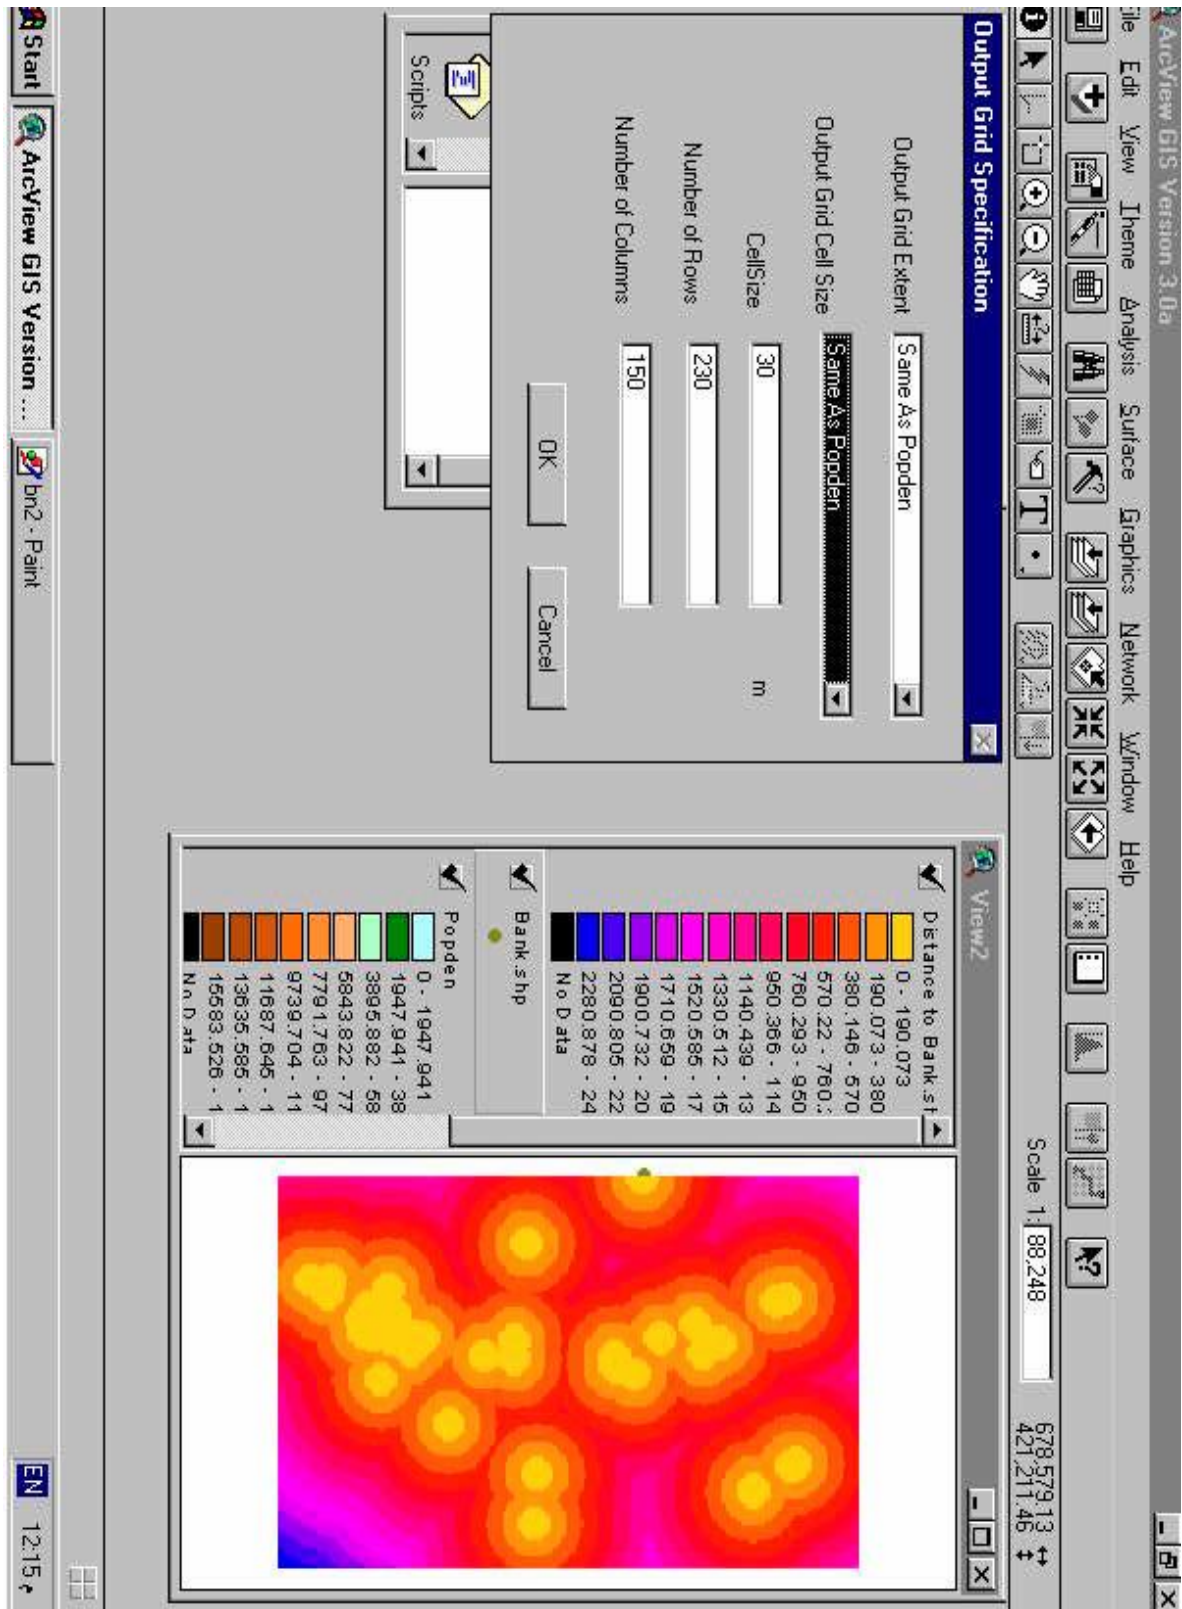 ArcView GIS Version 3.0a
File Edit View Theme Analysis Surface Graphics Network Window Help
Scale 1: 88,248
678,579.13
421,211.46
Output Grid Specification
Output Grid Extent Same As Popden
Output Grid Cell Size Same As Popden
CellSize 30 m
Number of Rows 230
Number of Columns 150
OK Cancel
Scripts
View2
Distance to Bank.sh
0 - 190.073
190.073 - 380
380.146 - 570
570.22 - 760.:
760.293 - 950
950.366 - 114
1140.439 - 13
1330.512 - 15
1520.585 - 17
1710.659 - 19
1900.732 - 20
2090.805 - 22
2280.878 - 24
No Data
Bank.shp
Popden
0 - 1947.941
1947.941 - 38
3895.882 - 58
5843.822 - 77
7791.763 - 97
9739.704 - 11
11687.645 - 1
13635.585 - 1
15583.526 - 1
No Data
Start ArcView GIS Version ... bn2 - Paint EN 12:15 م